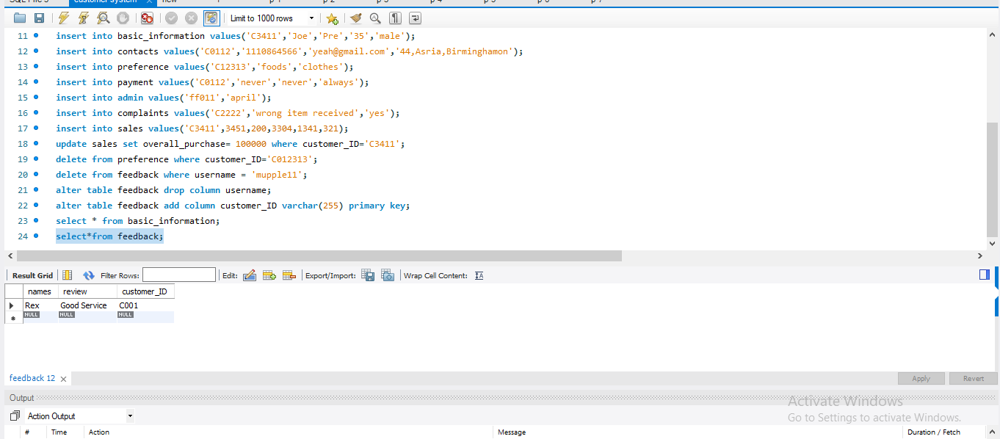 customer system ×
Limit to 1000 rows
11 insert into basic_information values('C3411','Joe','Pre','35','male');
12 insert into contacts values('C0112','1110864566','yeah@gmail.com','44,Asria,Birminghamon');
13 insert into preference values('C12313','foods','clothes');
14 insert into payment values('C0112','never','never','always');
15 insert into admin values('ff011','april');
16 insert into complaints values('C2222','wrong item received','yes');
17 insert into sales values('C3411',3451,200,3304,1341,321);
18 update sales set overall_purchase= 100000 where customer_ID='C3411';
19 delete from preference where customer_ID='C012313';
20 delete from feedback where username = 'mupple11';
21 alter table feedback drop column username;
22 alter table feedback add column customer_ID varchar(255) primary key;
23 select * from basic_information;
24 select*from feedback;
Result Grid Filter Rows: Edit: Export/Import: Wrap Cell Content:
names review customer_ID
Rex Good Service C001
NULL NULL NULL
feedback 12 × Apply Revert
Output
Activate Windows
Action Output Go to Settings to activate Windows.
# Time Action Message Duration / Fetch